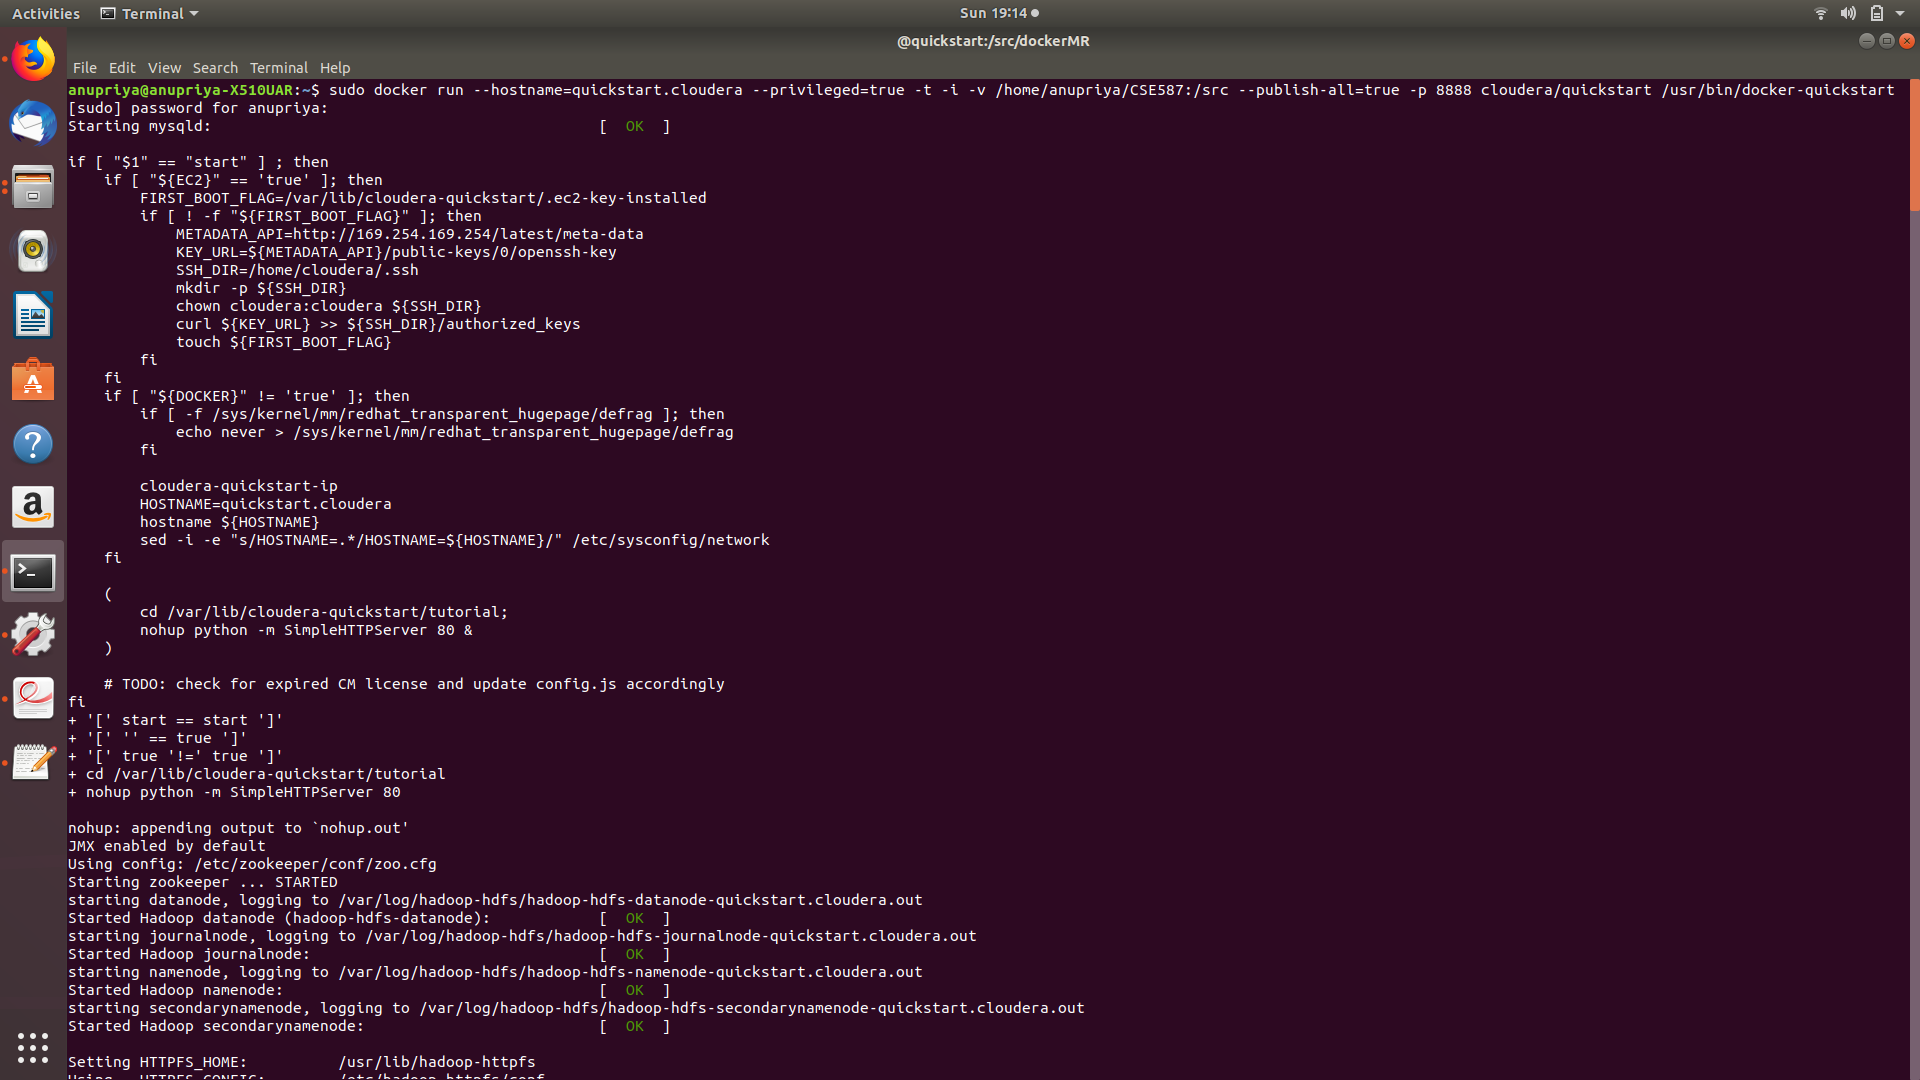 Activities Terminal Sun 19:14
@quickstart:/src/dockerMR
File Edit View Search Terminal Help
anupriya@anupriya-X510UAR:~$ sudo docker run --hostname=quickstart.cloudera --privileged=true -t -i -v /home/anupriya/CSE587:/src --publish-all=true -p 8888 cloudera/quickstart /usr/bin/docker-quickstart
[sudo] password for anupriya:
Starting mysqld:                                           [  OK  ]
if [ "$1" == "start" ] ; then
    if [ "${EC2}" == 'true' ]; then
        FIRST_BOOT_FLAG=/var/lib/cloudera-quickstart/.ec2-key-installed
        if [ ! -f "${FIRST_BOOT_FLAG}" ]; then
            METADATA_API=http://169.254.169.254/latest/meta-data
            KEY_URL=${METADATA_API}/public-keys/0/openssh-key
            SSH_DIR=/home/cloudera/.ssh
            mkdir -p ${SSH_DIR}
            chown cloudera:cloudera ${SSH_DIR}
            curl ${KEY_URL} >> ${SSH_DIR}/authorized_keys
            touch ${FIRST_BOOT_FLAG}
        fi
    fi
    if [ "${DOCKER}" != 'true' ]; then
        if [ -f /sys/kernel/mm/redhat_transparent_hugepage/defrag ]; then
            echo never > /sys/kernel/mm/redhat_transparent_hugepage/defrag
        fi
        cloudera-quickstart-ip
        HOSTNAME=quickstart.cloudera
        hostname ${HOSTNAME}
        sed -i -e "s/HOSTNAME=.*/HOSTNAME=${HOSTNAME}/" /etc/sysconfig/network
    fi
    (
        cd /var/lib/cloudera-quickstart/tutorial;
        nohup python -m SimpleHTTPServer 80 &
    )
    # TODO: check for expired CM license and update config.js accordingly
fi
+ '[' start == start ']'
+ '[' '' == true ']'
+ '[' true '!=' true ']'
+ cd /var/lib/cloudera-quickstart/tutorial
+ nohup python -m SimpleHTTPServer 80
nohup: appending output to `nohup.out'
JMX enabled by default
Using config: /etc/zookeeper/conf/zoo.cfg
Starting zookeeper ... STARTED
starting datanode, logging to /var/log/hadoop-hdfs/hadoop-hdfs-datanode-quickstart.cloudera.out
Started Hadoop datanode (hadoop-hdfs-datanode):            [  OK  ]
starting journalnode, logging to /var/log/hadoop-hdfs/hadoop-hdfs-journalnode-quickstart.cloudera.out
Started Hadoop journalnode:                                [  OK  ]
starting namenode, logging to /var/log/hadoop-hdfs/hadoop-hdfs-namenode-quickstart.cloudera.out
Started Hadoop namenode:                                   [  OK  ]
starting secondarynamenode, logging to /var/log/hadoop-hdfs/hadoop-hdfs-secondarynamenode-quickstart.cloudera.out
Started Hadoop secondarynamenode:                          [  OK  ]
Setting HTTPFS_HOME:          /usr/lib/hadoop-httpfs
Using   HTTPFS_CONFIG:        /etc/hadoop-httpfs/conf